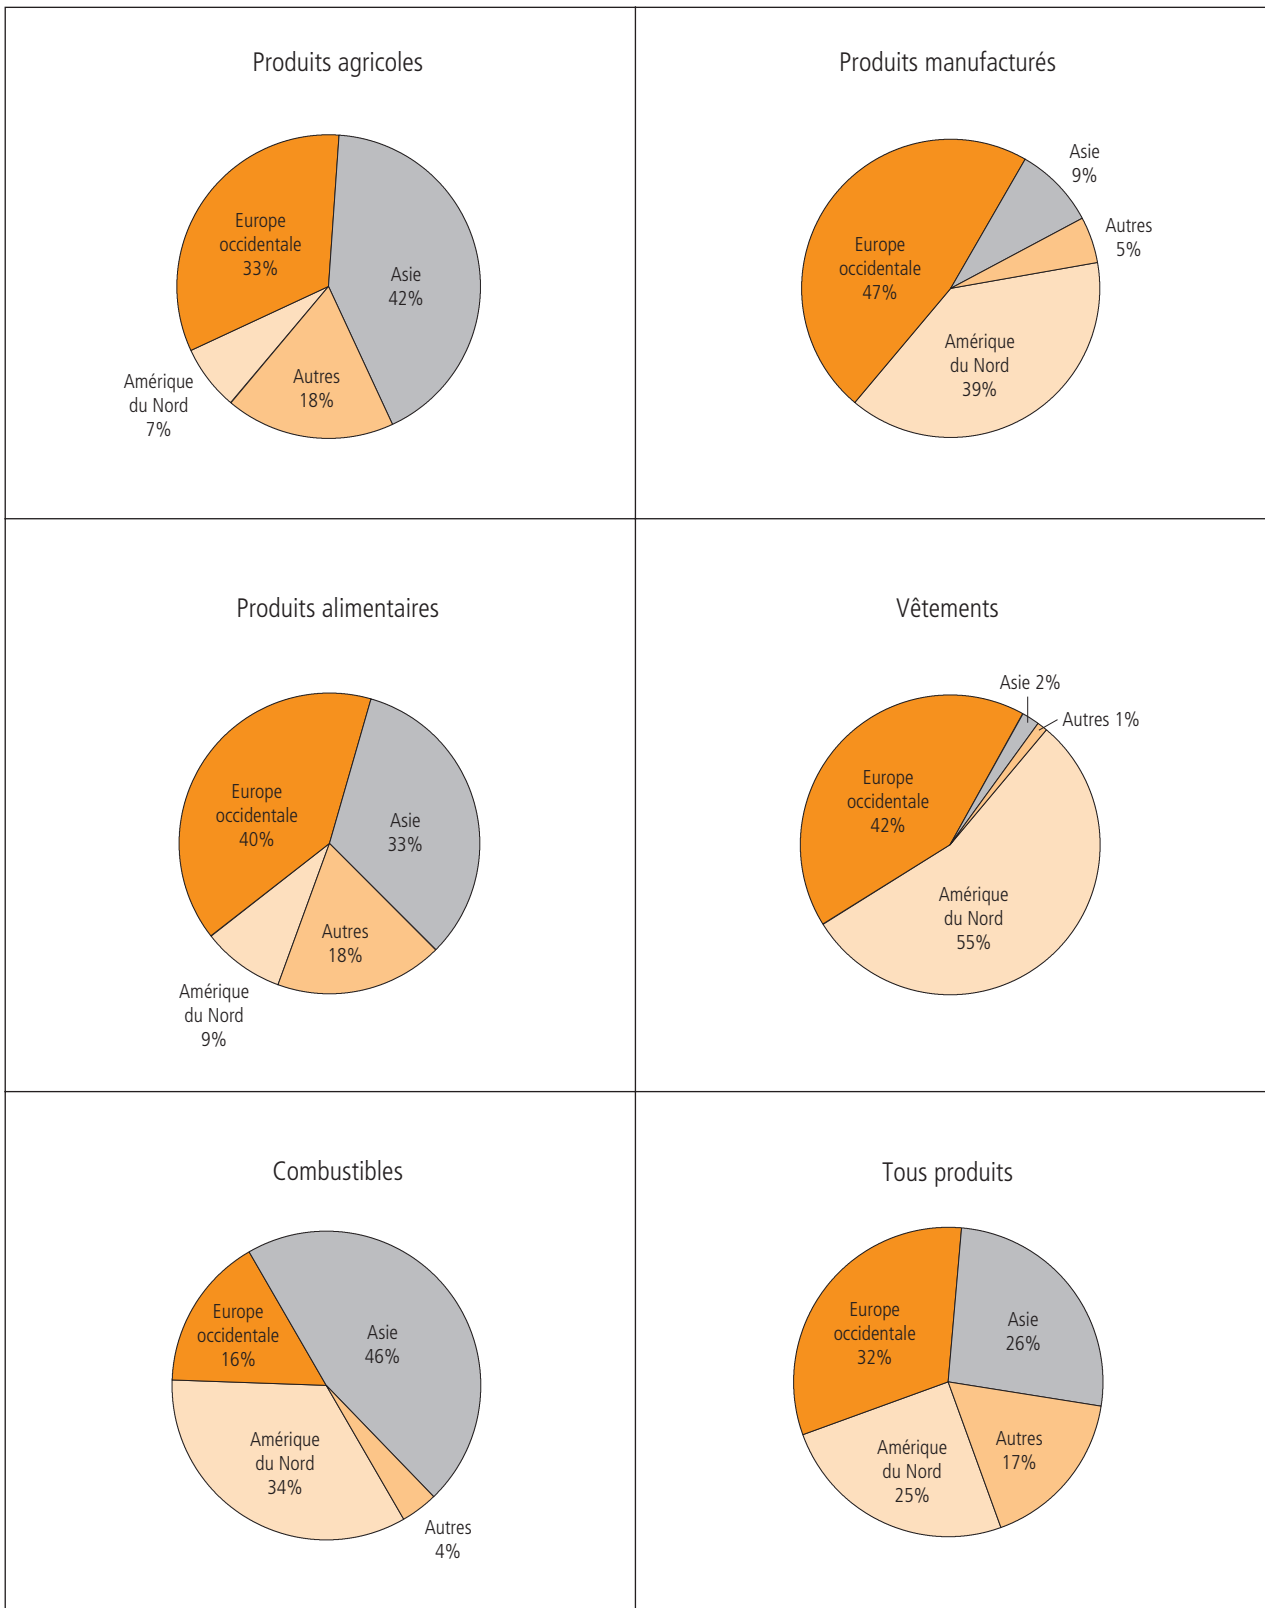 Produits agricoles
Europe
occidentale
33%
Asie
42%
Autres
18%
Amérique
du Nord
7%
Produits manufacturés
Asie
9%
Autres
5%
Europe
occidentale
47%
Amérique
du Nord
39%
Produits alimentaires
Europe
occidentale
40%
Asie
33%
Autres
18%
Amérique
du Nord
9%
Vêtements
Asie 2%
Autres 1%
Europe
occidentale
42%
Amérique
du Nord
55%
Combustibles
Europe
occidentale
16%
Asie
46%
Amérique
du Nord
34%
Autres
4%
Tous produits
Europe
occidentale
32%
Asie
26%
Autres
17%
Amérique
du Nord
25%